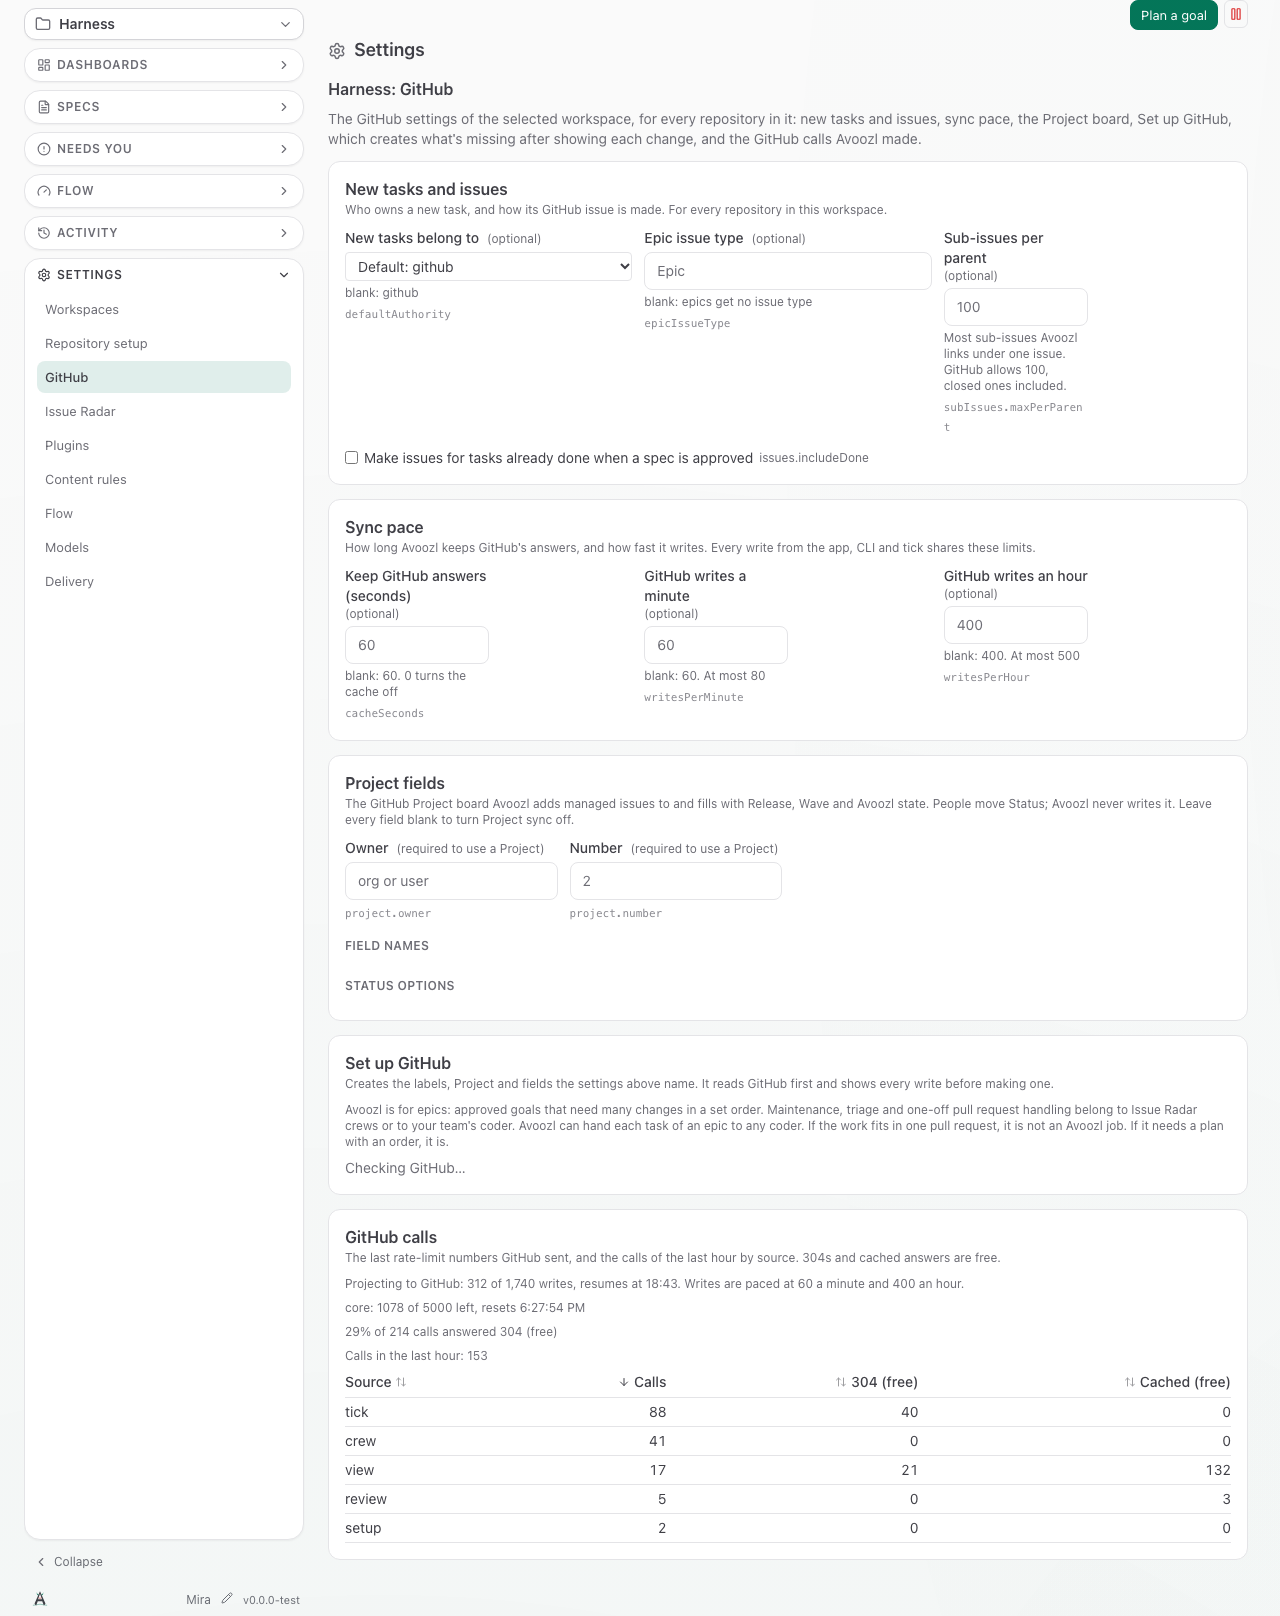 Harness
DASHBOARDS
SPECS
NEEDS YOU
FLOW
ACTIVITY
SETTINGS
Workspaces
Repository setup
GitHub
Issue Radar
Plugins
Content rules
Flow
Models
Delivery
Collapse
Mira v0.0.0-test
Plan a goal
Settings
Harness: GitHub
The GitHub settings of the selected workspace, for every repository in it: new tasks and issues, sync pace, the Project board, Set up GitHub,
which creates what's missing after showing each change, and the GitHub calls Avoozl made.
New tasks and issues
Who owns a new task, and how its GitHub issue is made. For every repository in this workspace.
New tasks belong to (optional)
Default: github
blank: github
defaultAuthority
Epic issue type (optional)
Epic
blank: epics get no issue type
epicIssueType
Sub-issues per
parent
(optional)
100
Most sub-issues Avoozl
links under one issue.
GitHub allows 100,
closed ones included.
subIssues.maxPerParen
t
Make issues for tasks already done when a spec is approved issues.includeDone
Sync pace
How long Avoozl keeps GitHub's answers, and how fast it writes. Every write from the app, CLI and tick shares these limits.
Keep GitHub answers
(seconds)
(optional)
60
blank: 60. 0 turns the
cache off
cacheSeconds
GitHub writes a
minute
(optional)
60
blank: 60. At most 80
writesPerMinute
GitHub writes an hour
(optional)
400
blank: 400. At most 500
writesPerHour
Project fields
The GitHub Project board Avoozl adds managed issues to and fills with Release, Wave and Avoozl state. People move Status; Avoozl never writes it. Leave
every field blank to turn Project sync off.
Owner (required to use a Project)
org or user
project.owner
Number (required to use a Project)
2
project.number
FIELD NAMES
STATUS OPTIONS
Set up GitHub
Creates the labels, Project and fields the settings above name. It reads GitHub first and shows every write before making one.
Avoozl is for epics: approved goals that need many changes in a set order. Maintenance, triage and one-off pull request handling belong to Issue Radar
crews or to your team's coder. Avoozl can hand each task of an epic to any coder. If the work fits in one pull request, it is not an Avoozl job. If it needs a plan
with an order, it is.
Checking GitHub…
GitHub calls
The last rate-limit numbers GitHub sent, and the calls of the last hour by source. 304s and cached answers are free.
Projecting to GitHub: 312 of 1,740 writes, resumes at 18:43. Writes are paced at 60 a minute and 400 an hour.
core: 1078 of 5000 left, resets 6:27:54 PM
29% of 214 calls answered 304 (free)
Calls in the last hour: 153
Source Calls 304 (free) Cached (free)
tick 88 40 0
crew 41 0 0
view 17 21 132
review 5 0 3
setup 2 0 0